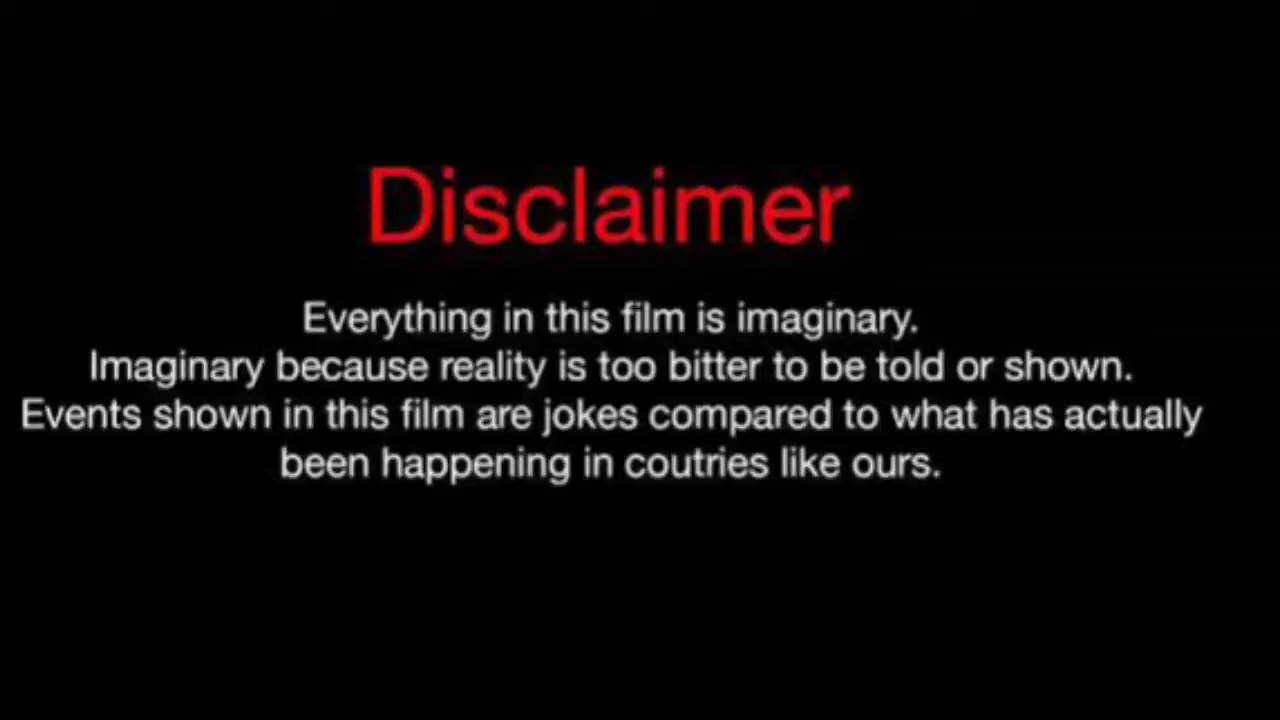 Disclaimer
Everything in this film is imaginary.
Imaginary because reality is too bitter to be told or shown.
Events shown in this film are jokes compared to what has actually
been happening in coutries like ours.